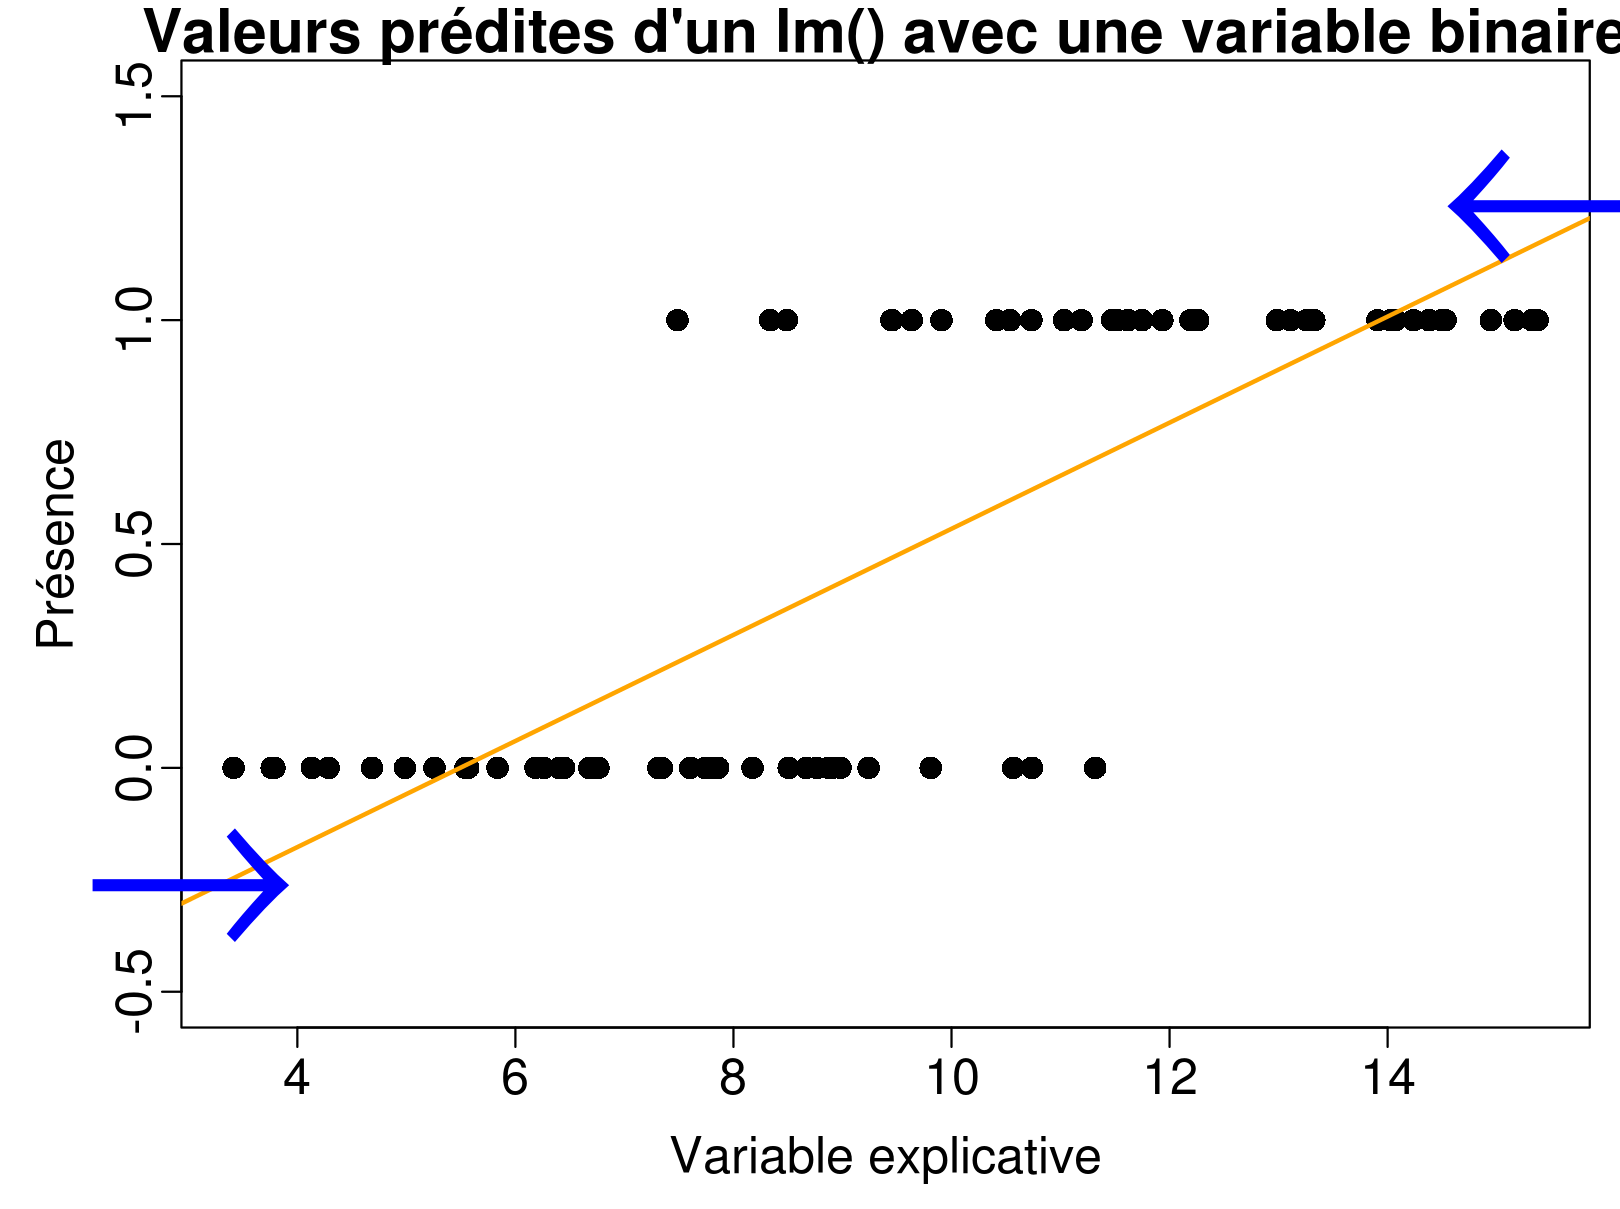 Valeurs prédites d'un lm() avec une variable binaire
1.5
1.0
0.5
0.0
-0.5
Présence
4 6 8 10 12 14
Variable explicative